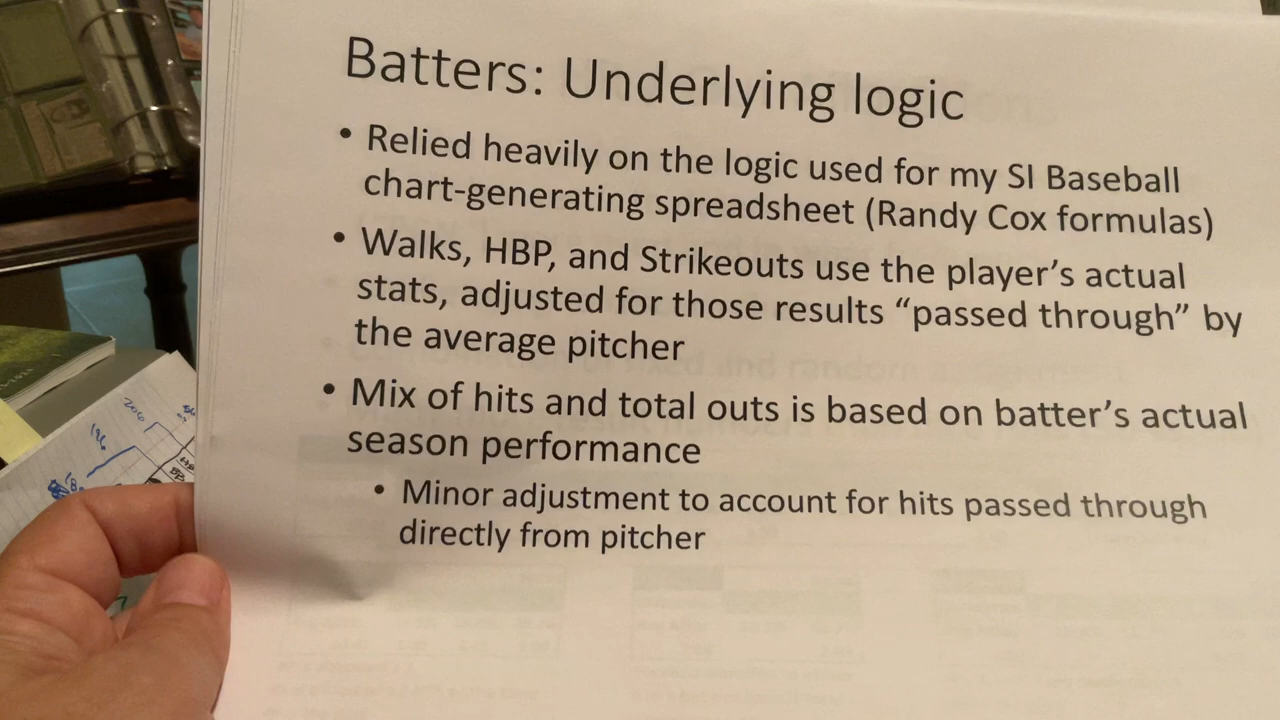 Batters: Underlying logic
• Relied heavily on the logic used for my SI Baseball
chart-generating spreadsheet (Randy Cox formulas)
• Walks, HBP, and Strikeouts use the player's actual
stats, adjusted for those results “passed through” by
the average pitcher
• Mix of hits and total outs is based on batter's actual
season performance
• Minor adjustment to account for hits passed through
directly from pitcher
206
196
BB